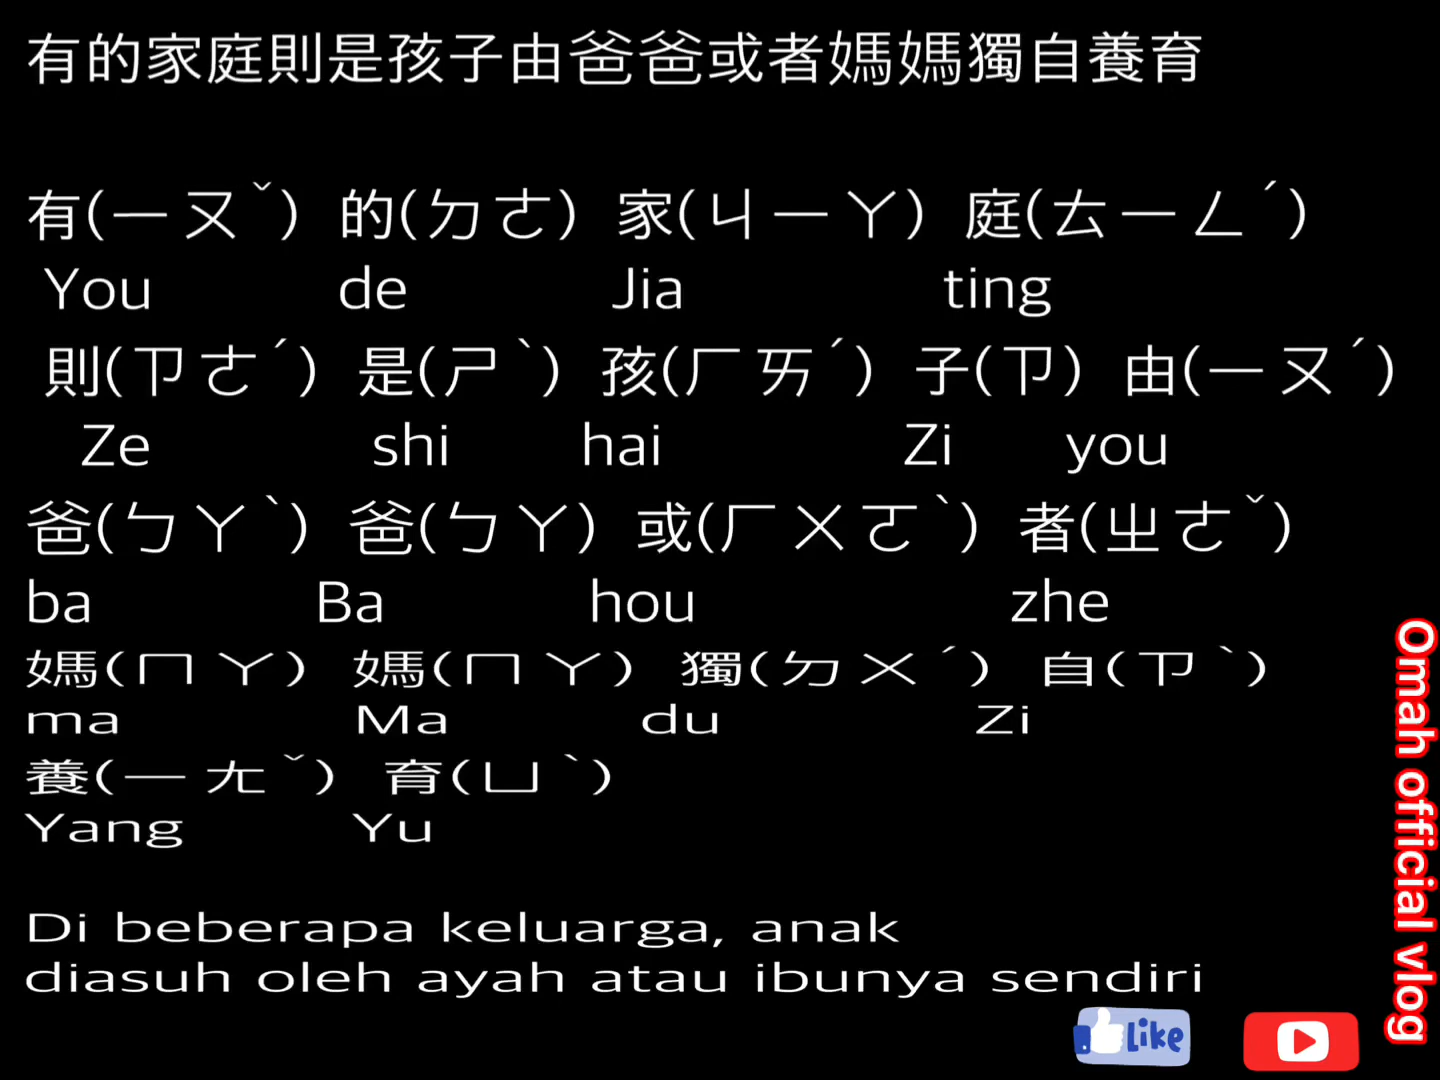 有的家庭則是孩子由爸爸或者媽媽獨自養育
有(ㄧㄡˇ) 的(ㄉㄜ) 家(ㄐㄧㄚ) 庭(ㄊㄧㄥˊ)
You de Jia ting
則(ㄗㄜˊ) 是(ㄕˋ) 孩(ㄏㄞˊ) 子(ㄗ) 由(ㄧㄡˊ)
Ze shi hai Zi you
爸(ㄅㄚˋ) 爸(ㄅㄚ) 或(ㄏㄨㄛˋ) 者(ㄓㄜˇ)
ba Ba hou zhe
媽(ㄇㄚ) 媽(ㄇㄚ) 獨(ㄉㄨˊ) 自(ㄗˋ)
ma Ma du Zi
養(ㄧㄤˇ) 育(ㄩˋ)
Yang Yu
Di beberapa keluarga, anak
diasuh oleh ayah atau ibunya sendiri
Like
Omah official vlog